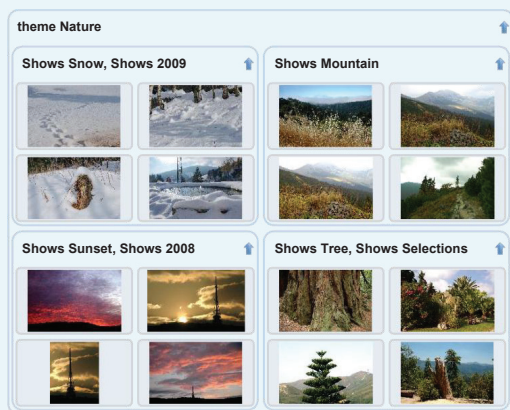 theme Nature
Shows Snow, Shows 2009
Shows Mountain
Shows Sunset, Shows 2008
Shows Tree, Shows Selections